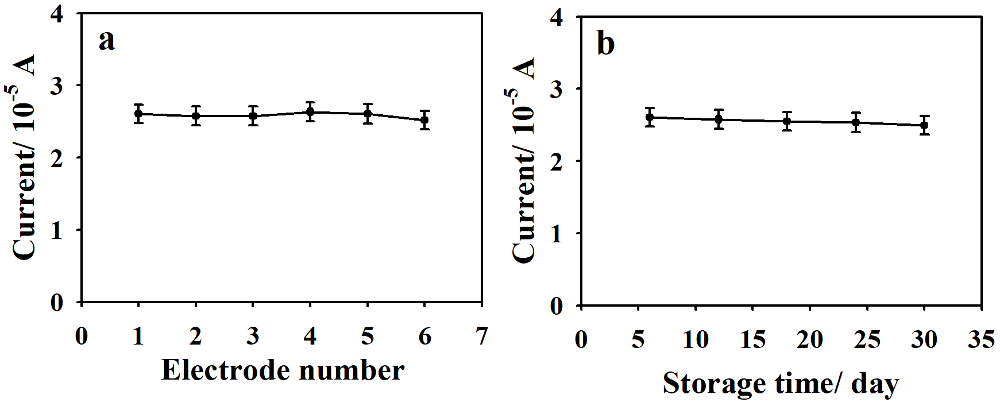 a
4
3
2
1
0
0 1 2 3 4 5 6 7
Current/ 10-5 A
Electrode number
b
4
3
2
1
0
0 5 10 15 20 25 30 35
Current/ 10-5 A
Storage time/ day